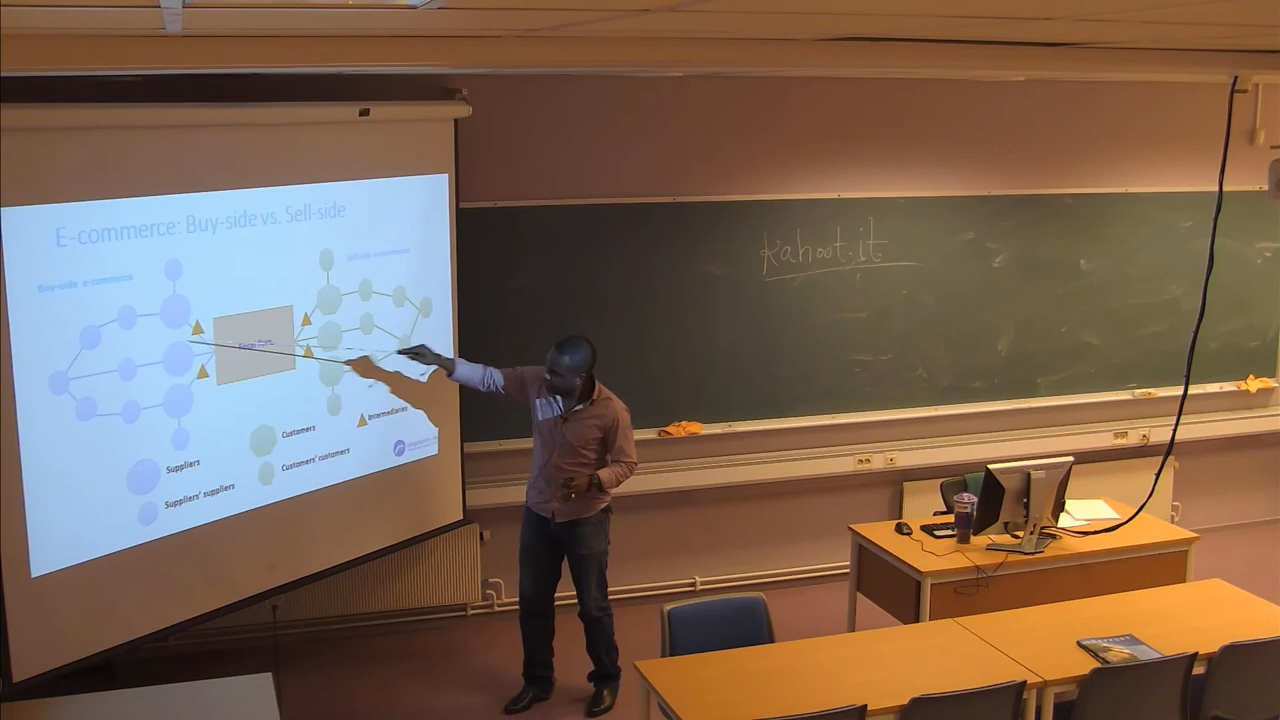 E-commerce: Buy-side vs. Sell-side
Buy-side e-commerce
Sell-side e-commerce
Customers
Intermediaries
Customers' customers
Suppliers
Suppliers' suppliers
kahoot.it